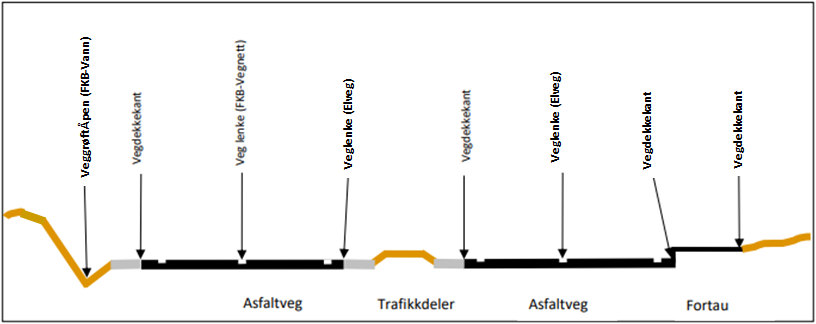 VeggrøftÅpen (FKB-Vann)
Vegdekkekant
Veg lenke (FKB-Vegnett)
Veglenke (Elveg)
Vegdekkekant
Veglenke (Elveg)
Vegdekkekant
Vegdekkekant
Asfaltveg
Trafikkdeler
Asfaltveg
Fortau